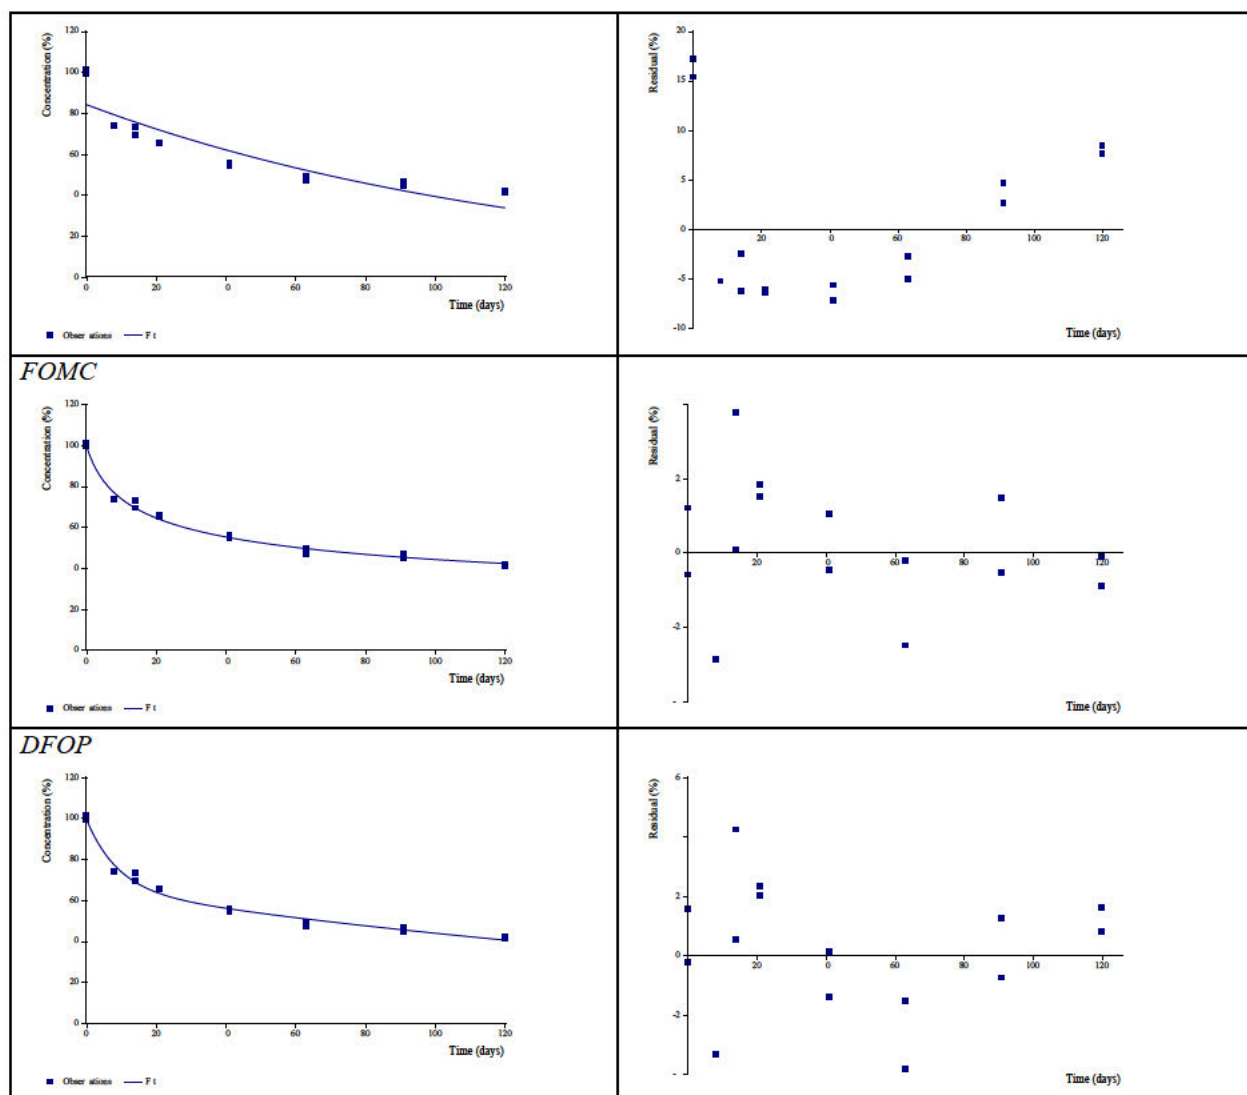 120
100
80
60
0
20
0
Concentration (%)
0 20 0 60 80 100 120
Time (days)
Obser ations F t
20
15
10
5
0
-5
-10
Residual (%)
20 0 60 80 100 120
Time (days)
FOMC
120
100
80
60
0
20
0
Concentration (%)
0 20 0 60 80 100 120
Time (days)
Obser ations F t
2
0
-2
-
Residual (%)
20 0 60 80 100 120
Time (days)
DFOP
120
100
80
60
0
20
0
Concentration (%)
0 20 0 60 80 100 120
Time (days)
Obser ations F t
6
2
0
-2
-
Residual (%)
20 0 60 80 100 120
Time (days)